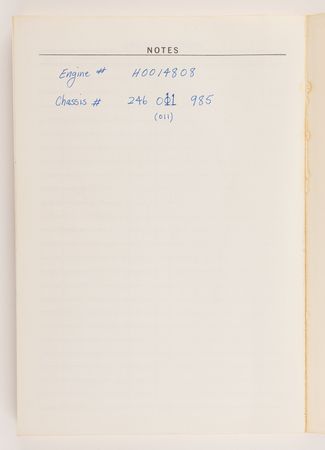 NOTES
Engine # H0014808
Chassis # 246 011 985
(011)